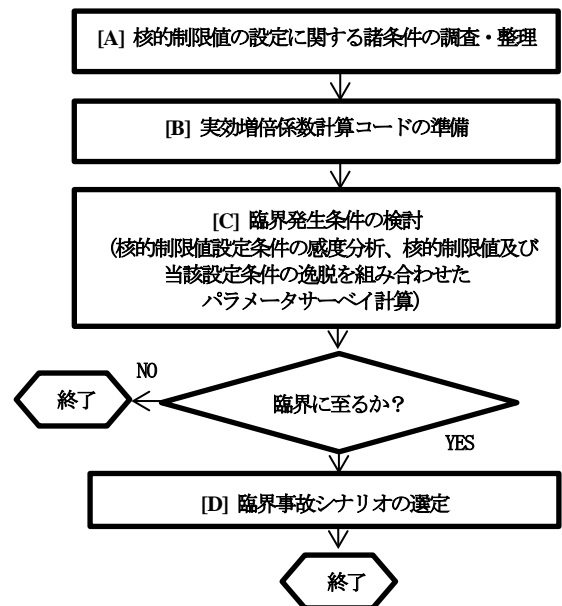 [A] 核的制限値の設定に関する諸条件の調査・整理
[B] 実効増倍係数計算コードの準備
[C] 臨界発生条件の検討
(核的制限値設定条件の感度分析、核的制限値及び
当該設定条件の逸脱を組み合わせた
パラメータサーベイ計算)
NO
終了
臨界に至るか？
YES
[D] 臨界事故シナリオの選定
終了